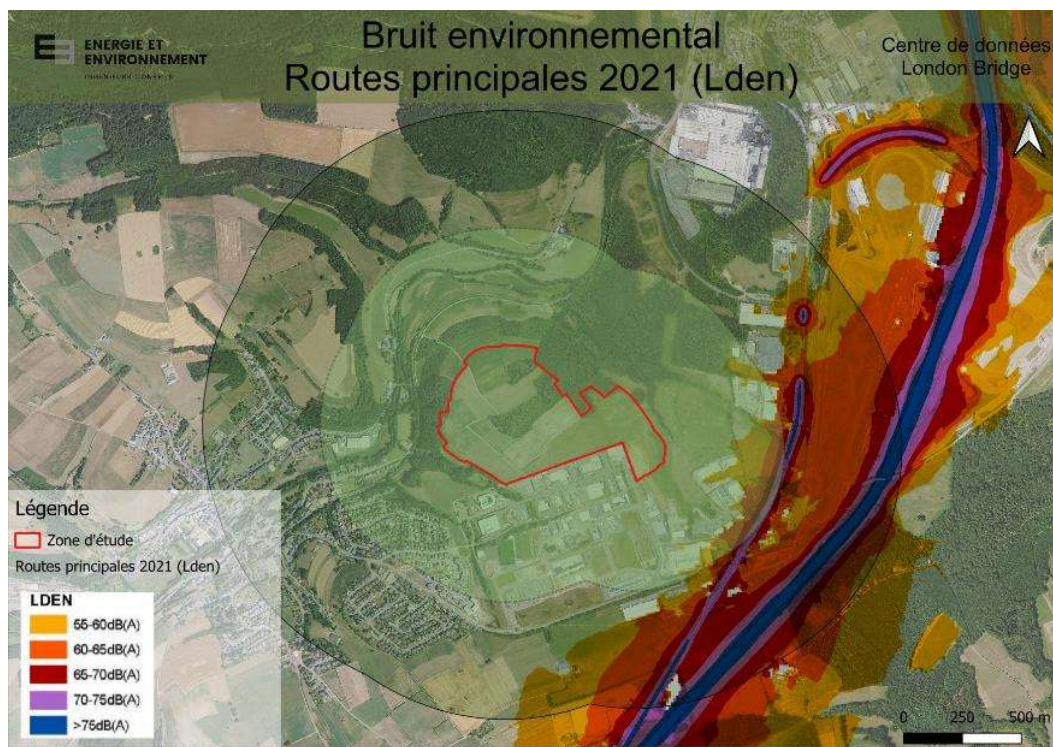 Bruit environnemental
Routes principales 2021 (Lden)
ENERGIE ET
ENVIRONNEMENT
Centre de données
London Bridge
Légende
Zone d'étude
Routes principales 2021 (Lden)
LDEN
55-60dB(A)
60-65dB(A)
65-70dB(A)
70-75dB(A)
>75dB(A)
0 250 500 m